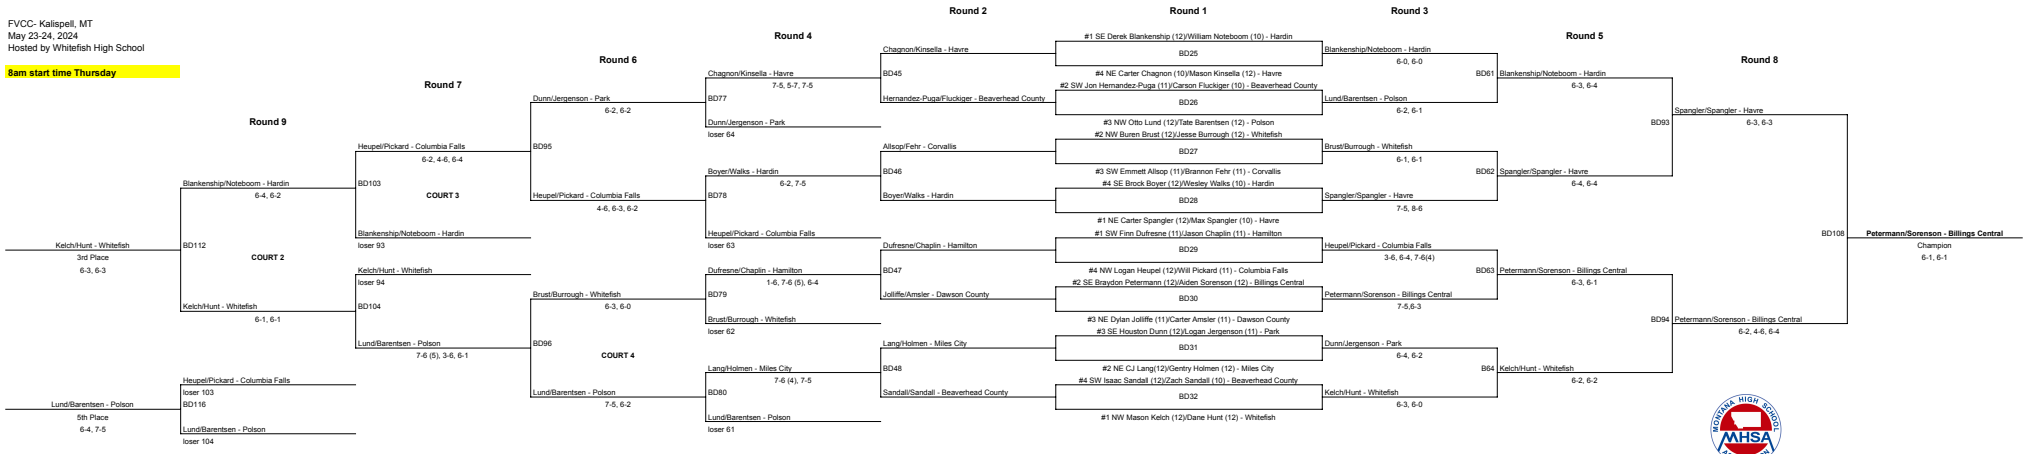 FVCC- Kalispell, MT
May 23-24, 2024
Hosted by Whitefish High School
8am start time Thursday
Round 9
Kelch/Hunt - Whitefish
3rd Place
6-3, 6-3
Lund/Barentsen - Polson
5th Place
6-4, 7-5
Blankenship/Noteboom - Hardin
6-4, 6-2
BD112
COURT 2
Kelch/Hunt - Whitefish
6-1, 6-1
Heupel/Pickard - Columbia Falls
loser 103
BD116
Lund/Barentsen - Polson
loser 104
Round 7
Heupel/Pickard - Columbia Falls
6-2, 4-6, 6-4
BD103
COURT 3
Blankenship/Noteboom - Hardin
loser 93
Kelch/Hunt - Whitefish
loser 94
BD104
Lund/Barentsen - Polson
7-6 (5), 3-6, 6-1
Round 6
Dunn/Jergenson - Park
6-2, 6-2
BD95
Heupel/Pickard - Columbia Falls
4-6, 6-3, 6-2
Brust/Burrough - Whitefish
6-3, 6-0
BD96
COURT 4
Lund/Barentsen - Polson
7-5, 6-2
Round 4
Chagnon/Kinsella - Havre
7-5, 5-7, 7-5
BD77
Dunn/Jergenson - Park
loser 64
Boyer/Walks - Hardin
6-2, 7-5
BD78
Heupel/Pickard - Columbia Falls
loser 63
Dufresne/Chaplin - Hamilton
1-6, 7-6 (5), 6-4
BD79
Brust/Burrough - Whitefish
loser 62
Lang/Holmen - Miles City
7-6 (4), 7-5
BD80
Lund/Barentsen - Polson
loser 61
Round 2
Chagnon/Kinsella - Havre
BD45
Hernandez-Puga/Fluckiger - Beaverhead County
Allsop/Fehr - Corvallis
BD46
Boyer/Walks - Hardin
Dufresne/Chaplin - Hamilton
BD47
Jolliffe/Amsler - Dawson County
Lang/Holmen - Miles City
BD48
Sandall/Sandall - Beaverhead County
Round 1
#1 SE Derek Blankenship (12)/William Noteboom (10) - Hardin
BD25
#4 NE Carter Chagnon (10)/Mason Kinsella (12) - Havre
#2 SW Jon Hernandez-Puga (11)/Carson Fluckiger (10) - Beaverhead County
BD26
#3 NW Otto Lund (12)/Tate Barentsen (12) - Polson
#2 NW Buren Brust (12)/Jesse Burrough (12) - Whitefish
BD27
#3 SW Emmett Allsop (11)/Brannon Fehr (11) - Corvallis
#4 SE Brock Boyer (12)/Wesley Walks (10) - Hardin
BD28
#1 NE Carter Spangler (12)/Max Spangler (10) - Havre
#1 SW Finn Dufresne (11)/Jason Chaplin (11) - Hamilton
BD29
#4 NW Logan Heupel (12)/Will Pickard (11) - Columbia Falls
#2 SE Braydon Petermann (12)/Aiden Sorenson (12) - Billings Central
BD30
#3 NE Dylan Jolliffe (11)/Carter Amsler (11) - Dawson County
#3 SE Houston Dunn (12)/Logan Jergenson (11) - Park
BD31
#2 NE CJ Lang(12)/Gentry Holmen (12) - Miles City
#4 SW Isaac Sandall (12)/Zach Sandall (10) - Beaverhead County
BD32
#1 NW Mason Kelch (12)/Dane Hunt (12) - Whitefish
Round 3
Blankenship/Noteboom - Hardin
6-0, 6-0
BD61
Lund/Barentsen - Polson
6-2, 6-1
Brust/Burrough - Whitefish
6-1, 6-1
BD62
Spangler/Spangler - Havre
7-5, 8-6
Heupel/Pickard - Columbia Falls
3-6, 6-4, 7-6(4)
BD63
Petermann/Sorenson - Billings Central
7-5,6-3
Dunn/Jergenson - Park
6-4, 6-2
B64
Kelch/Hunt - Whitefish
6-3, 6-0
Round 5
Blankenship/Noteboom - Hardin
6-3, 6-4
BD93
Spangler/Spangler - Havre
6-4, 6-4
Petermann/Sorenson - Billings Central
6-3, 6-1
BD94
Kelch/Hunt - Whitefish
6-2, 6-2
Round 8
Spangler/Spangler - Havre
6-3, 6-3
BD108
Petermann/Sorenson - Billings Central
6-2, 4-6, 6-4
Petermann/Sorenson - Billings Central
Champion
6-1, 6-1
MONTANA HIGH SCHOOL
MHSA